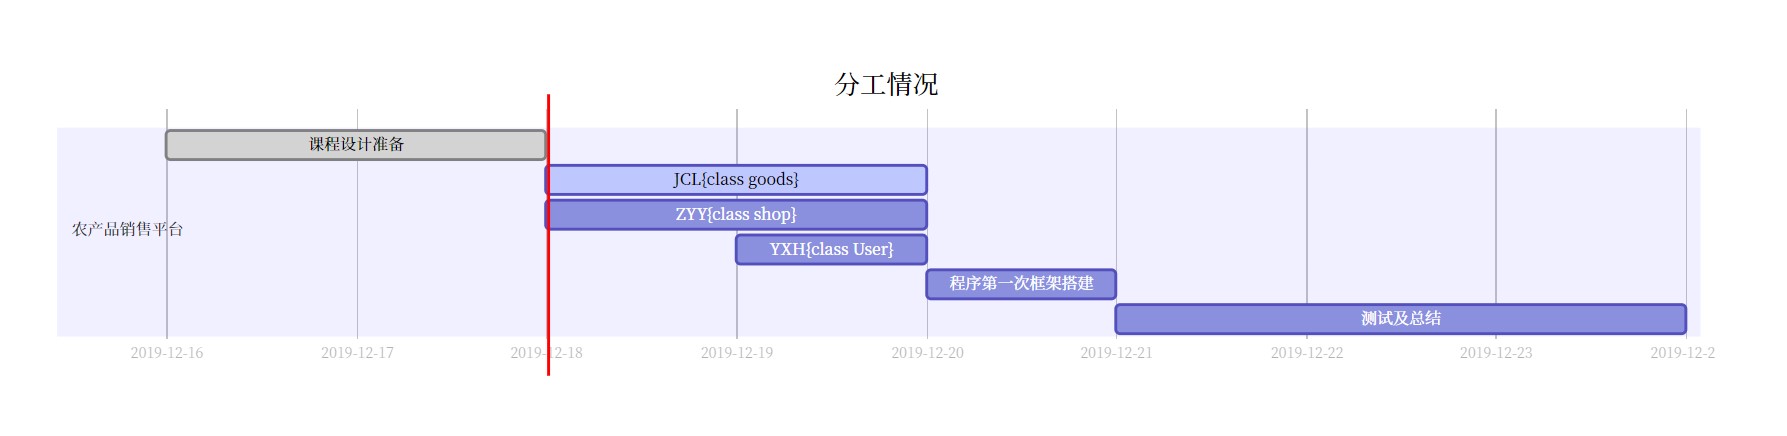 分工情况
课程设计准备
JCL{class goods}
ZYY{class shop}
农产品销售平台
YXH{class User}
程序第一次框架搭建
测试及总结
2019-12-16 2019-12-17 2019-12-18 2019-12-19 2019-12-20 2019-12-21 2019-12-22 2019-12-23 2019-12-2